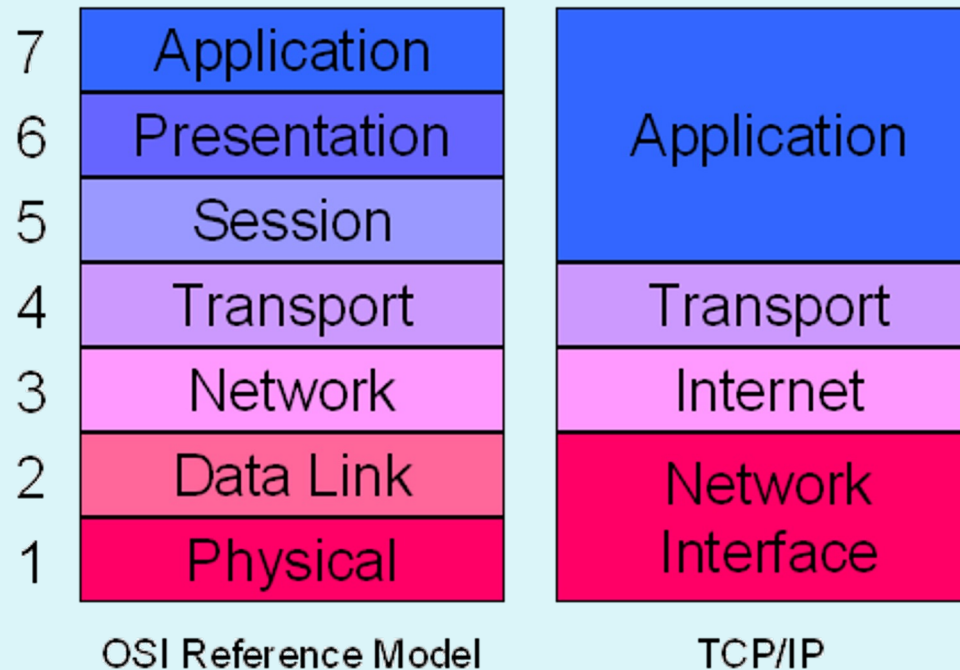 7 Application
6 Presentation
5 Session
4 Transport
3 Network
2 Data Link
1 Physical
OSI Reference Model
Application
Transport
Internet
Network
Interface
TCP/IP